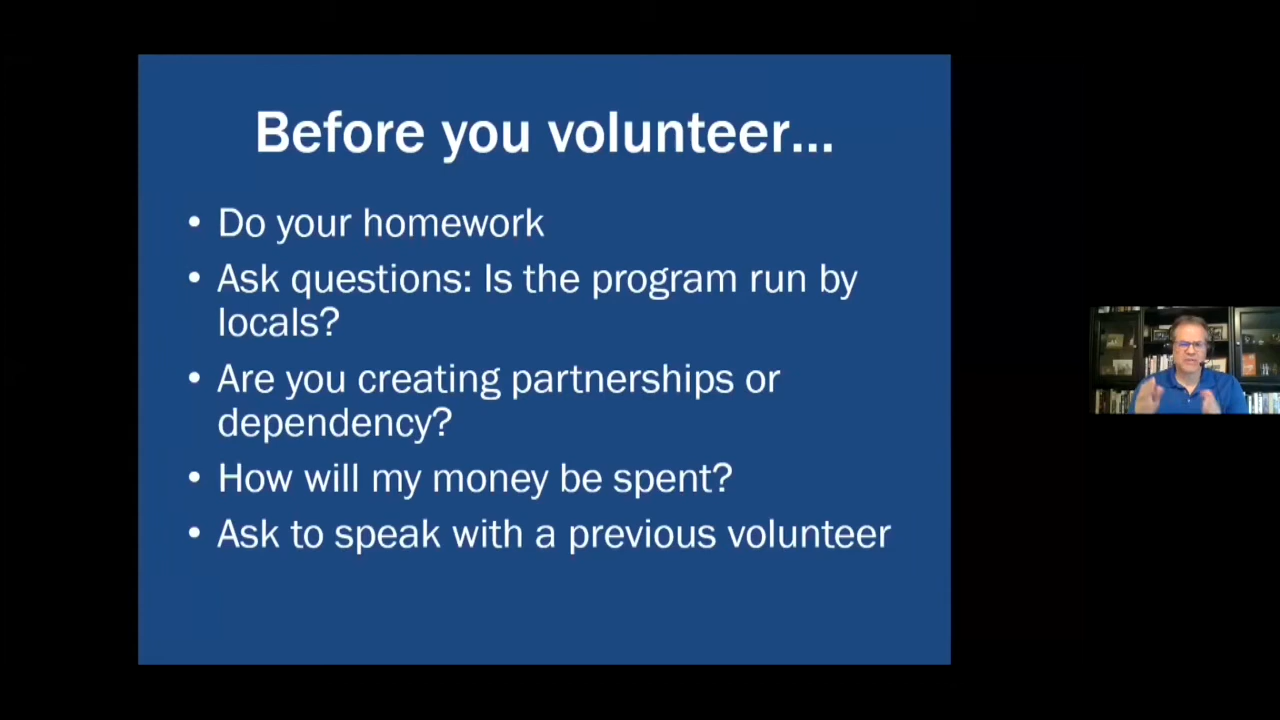 Before you volunteer...
• Do your homework
• Ask questions: Is the program run by
locals?
• Are you creating partnerships or
dependency?
• How will my money be spent?
• Ask to speak with a previous volunteer